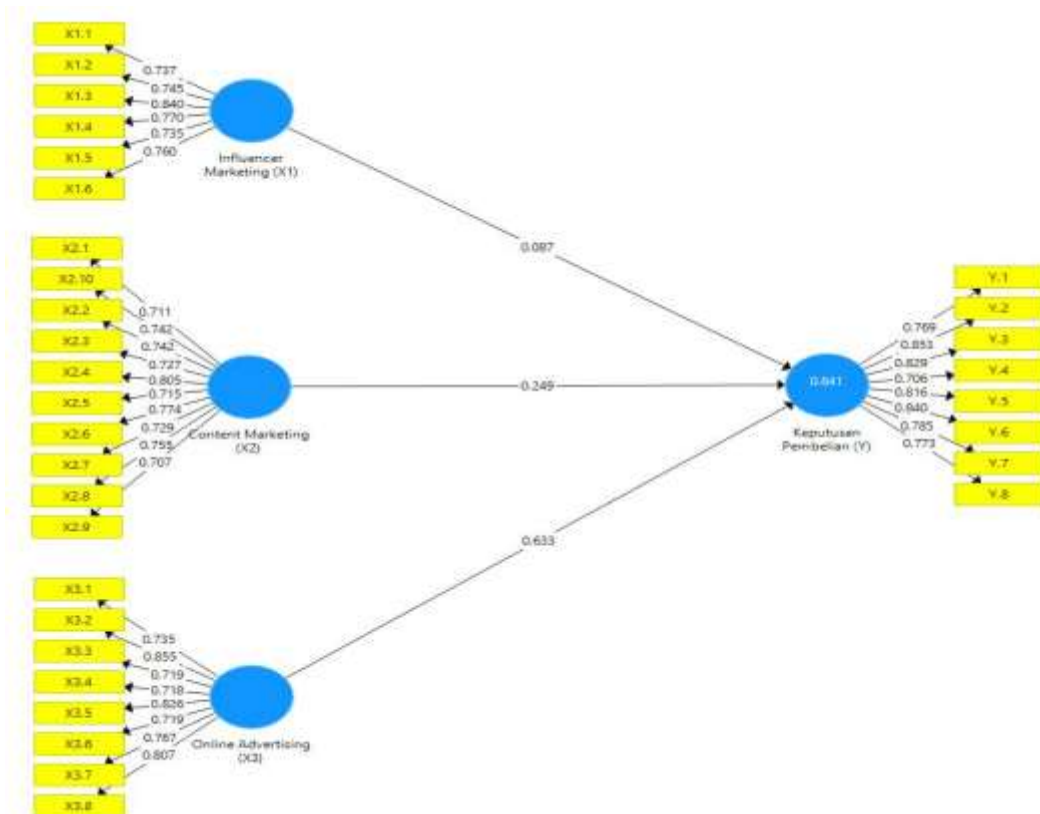 X1.1
X1.2
X1.3
X1.4
X1.5
X1.6
0.737
0.745
0.840
0.770
0.735
0.760
Influencer
Marketing (X1)
0.087
X2.1
X2.10
X2.2
X2.3
X2.4
X2.5
X2.6
X2.7
X2.8
X2.9
0.711
0.742
0.742
0.727
0.805
0.715
0.774
0.729
0.755
0.707
Content Marketing
(X2)
0.249
X3.1
X3.2
X3.3
X3.4
X3.5
X3.6
X3.7
X3.8
0.735
0.855
0.719
0.718
0.826
0.719
0.767
0.807
Online Advertising
(X3)
0.633
0.841
Keputusan
Pembelian (Y)
0.769
0.853
0.829
0.706
0.816
0.840
0.785
0.773
Y.1
Y.2
Y.3
Y.4
Y.5
Y.6
Y.7
Y.8